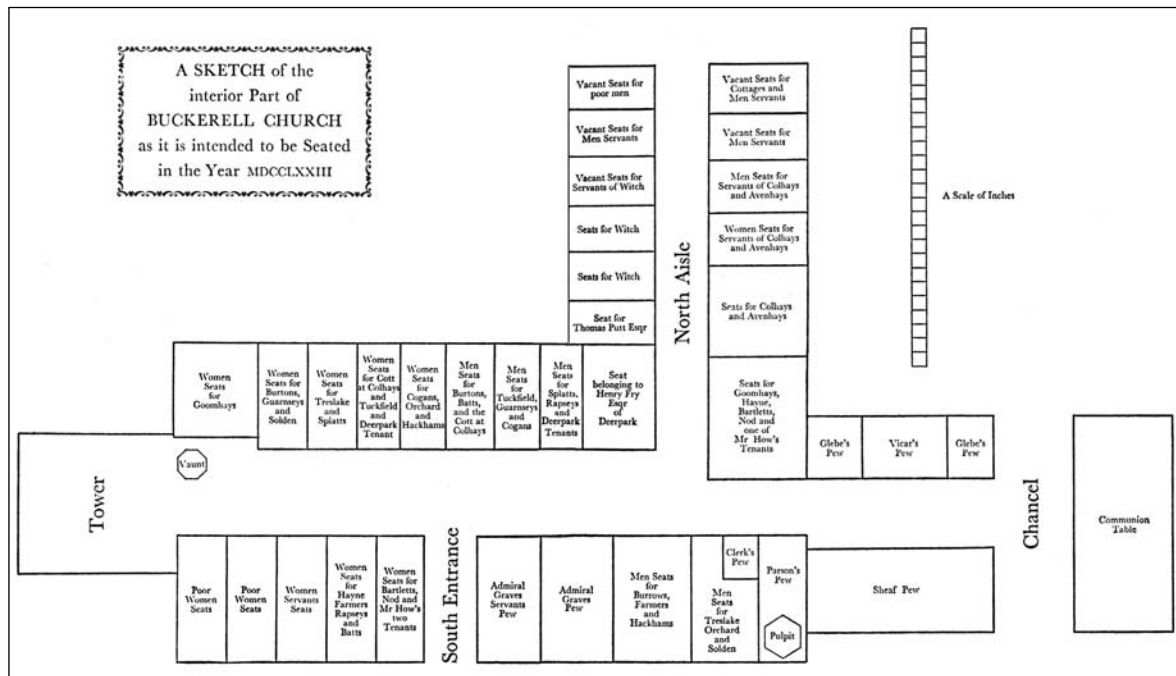 A SKETCH of the
interior Part of
BUCKERELL CHURCH
as it is intended to be Seated
in the Year MDCCLXXIII
Vacant Seats for
poor men
Vacant Seats for
Men Servants
Vacant Seats for
Servants of Witch
Seats for Witch
Seats for Witch
Seat for
Thomas Putt Esqr
North Aisle
Vacant Seats for
Cottages and
Men Servants
Vacant Seats for
Men Servants
Men Seats for
Servants of Colhays
and Avenhays
Women Seats for
Servants of Colhays
and Avenhays
Seats for Colhays
and Avenhays
Seats for
Goomhays,
Hayne,
Bartletts,
Nod and
one of
Mr How's
Tenants
A Scale of Inches
Women
Seats
for
Goomhays
Women
Seats for
Burtons,
Guarnseys
and
Solden
Women
Seats
for
Treslake
and
Splatts
Women
Seats
for Cott
at Colhays
and
Tuckfield
and
Deerpark
Tenant
Women
Seats
for
Cogans,
Orchard
and
Hackhams
Men
Seats
for
Burtons,
Batts,
and the
Cott at
Colhays
Men
Seats
for
Tuckfield,
Guarnseys
and
Cogans
Men
Seats
for
Splatts,
Rapseys
and
Deerpark
Tenants
Seat
belonging to
Henry Fry
Esqr
of
Deerpark
Glebe's
Pew
Vicar's
Pew
Glebe's
Pew
Tower
Vaunt
Chancel
Communion
Table
Poor
Women
Seats
Poor
Women
Seats
Women
Servants
Seats
Women
Seats
for
Hayne
Farmers
Rapseys
and
Batts
Women
Seats for
Bartletts,
Nod and
Mr How's
two
Tenants
South Entrance
Admiral
Graves
Servants
Pew
Admiral
Graves
Pew
Men
Seats for
Burrows,
Farmers
and
Hackhams
Clerk's
Pew
Men
Seats
for
Treslake
Orchard
and
Solden
Parson's
Pew
Pulpit
Sheaf Pew